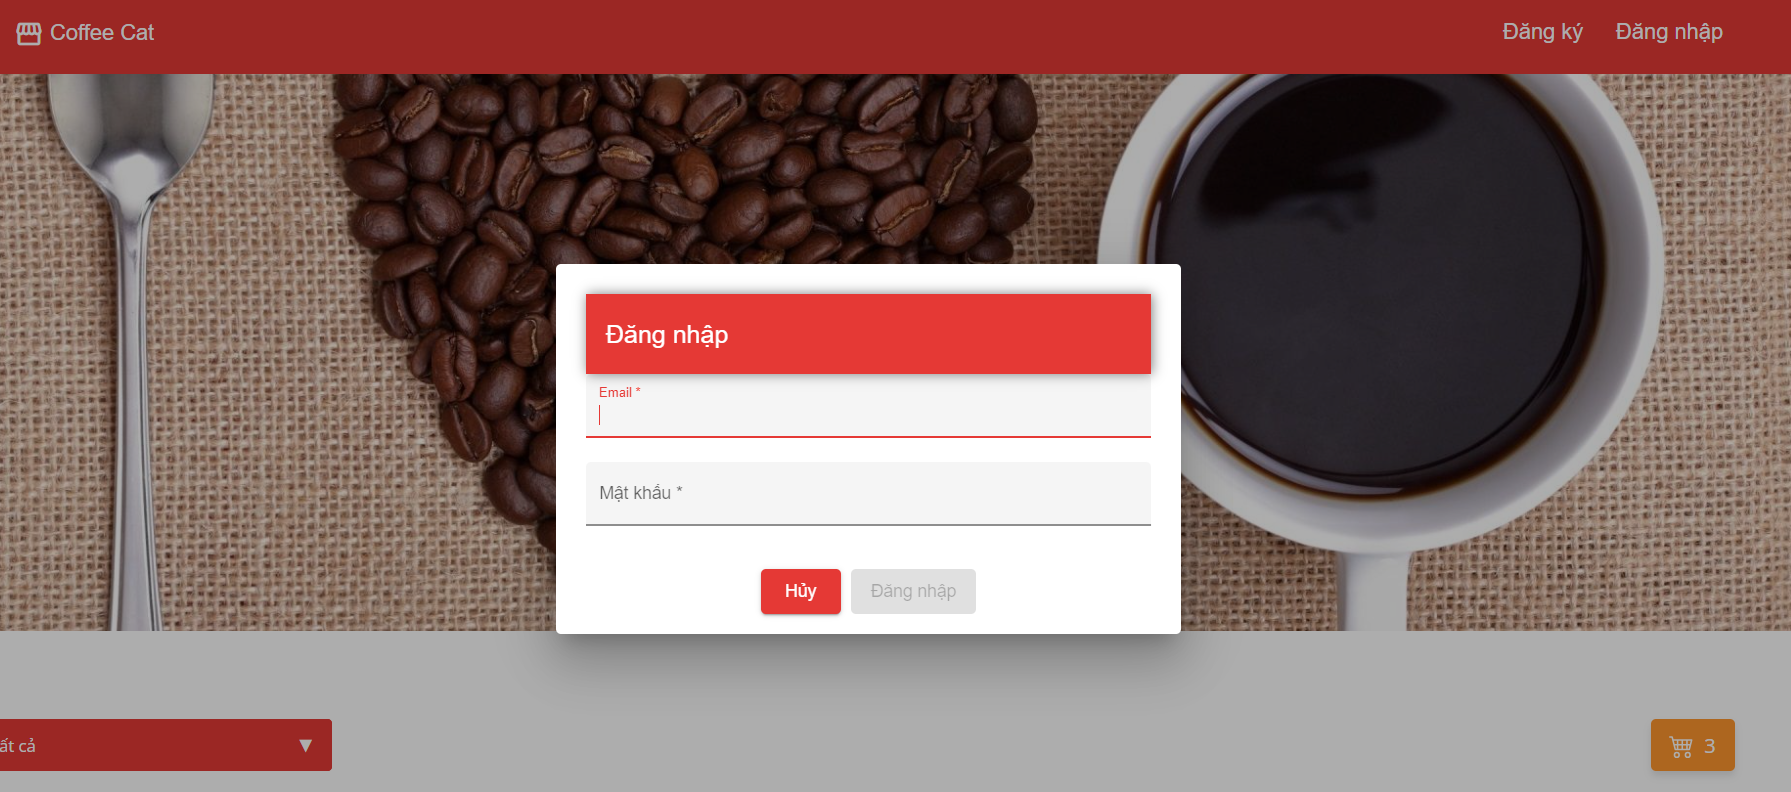 Coffee Cat
Đăng ký
Đăng nhập
Đăng nhập
Email *
Mật khẩu *
Hủy
Đăng nhập
ất cả
3